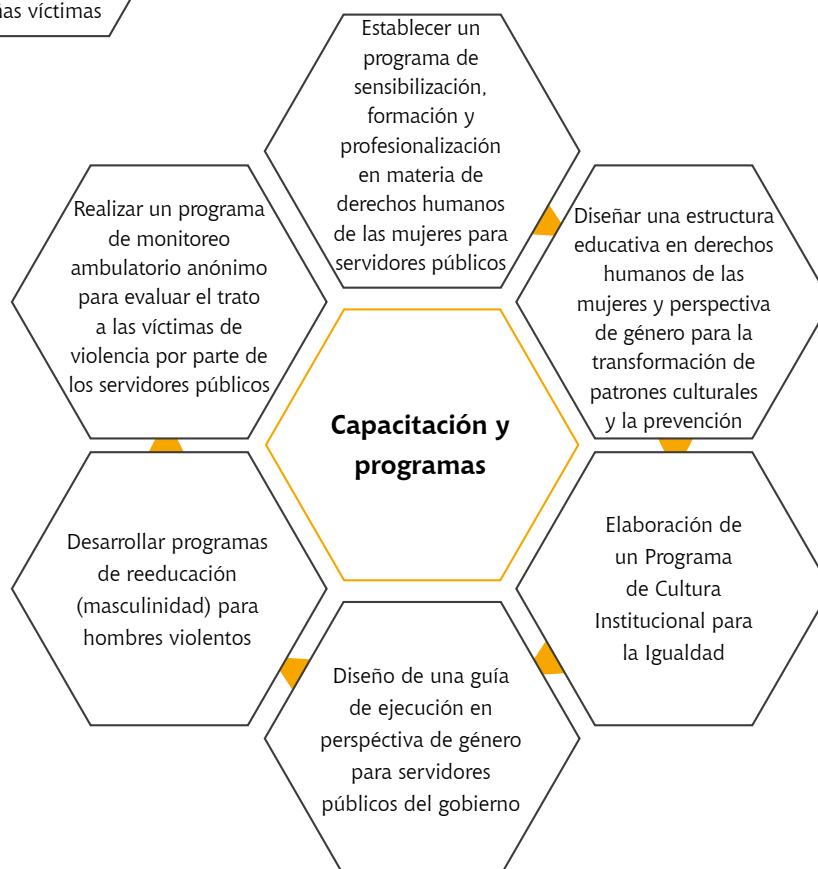 víctimas
Establecer un
programa de
sensibilización,
formación y
profesionalización
en materia de
derechos humanos
de las mujeres para
servidores públicos
Diseñar una estructura
educativa en derechos
humanos de las
mujeres y perspectiva
de género para la
transformación de
patrones culturales
y la prevención
Elaboración de
un Programa
de Cultura
Institucional para
la Igualdad
Diseño de una guía
de ejecución en
perspéctiva de género
para servidores
públicos del gobierno
Desarrollar programas
de reeducación
(masculinidad) para
hombres violentos
Realizar un programa
de monitoreo
ambulatorio anónimo
para evaluar el trato
a las víctimas de
violencia por parte de
los servidores públicos
Capacitación y
programas